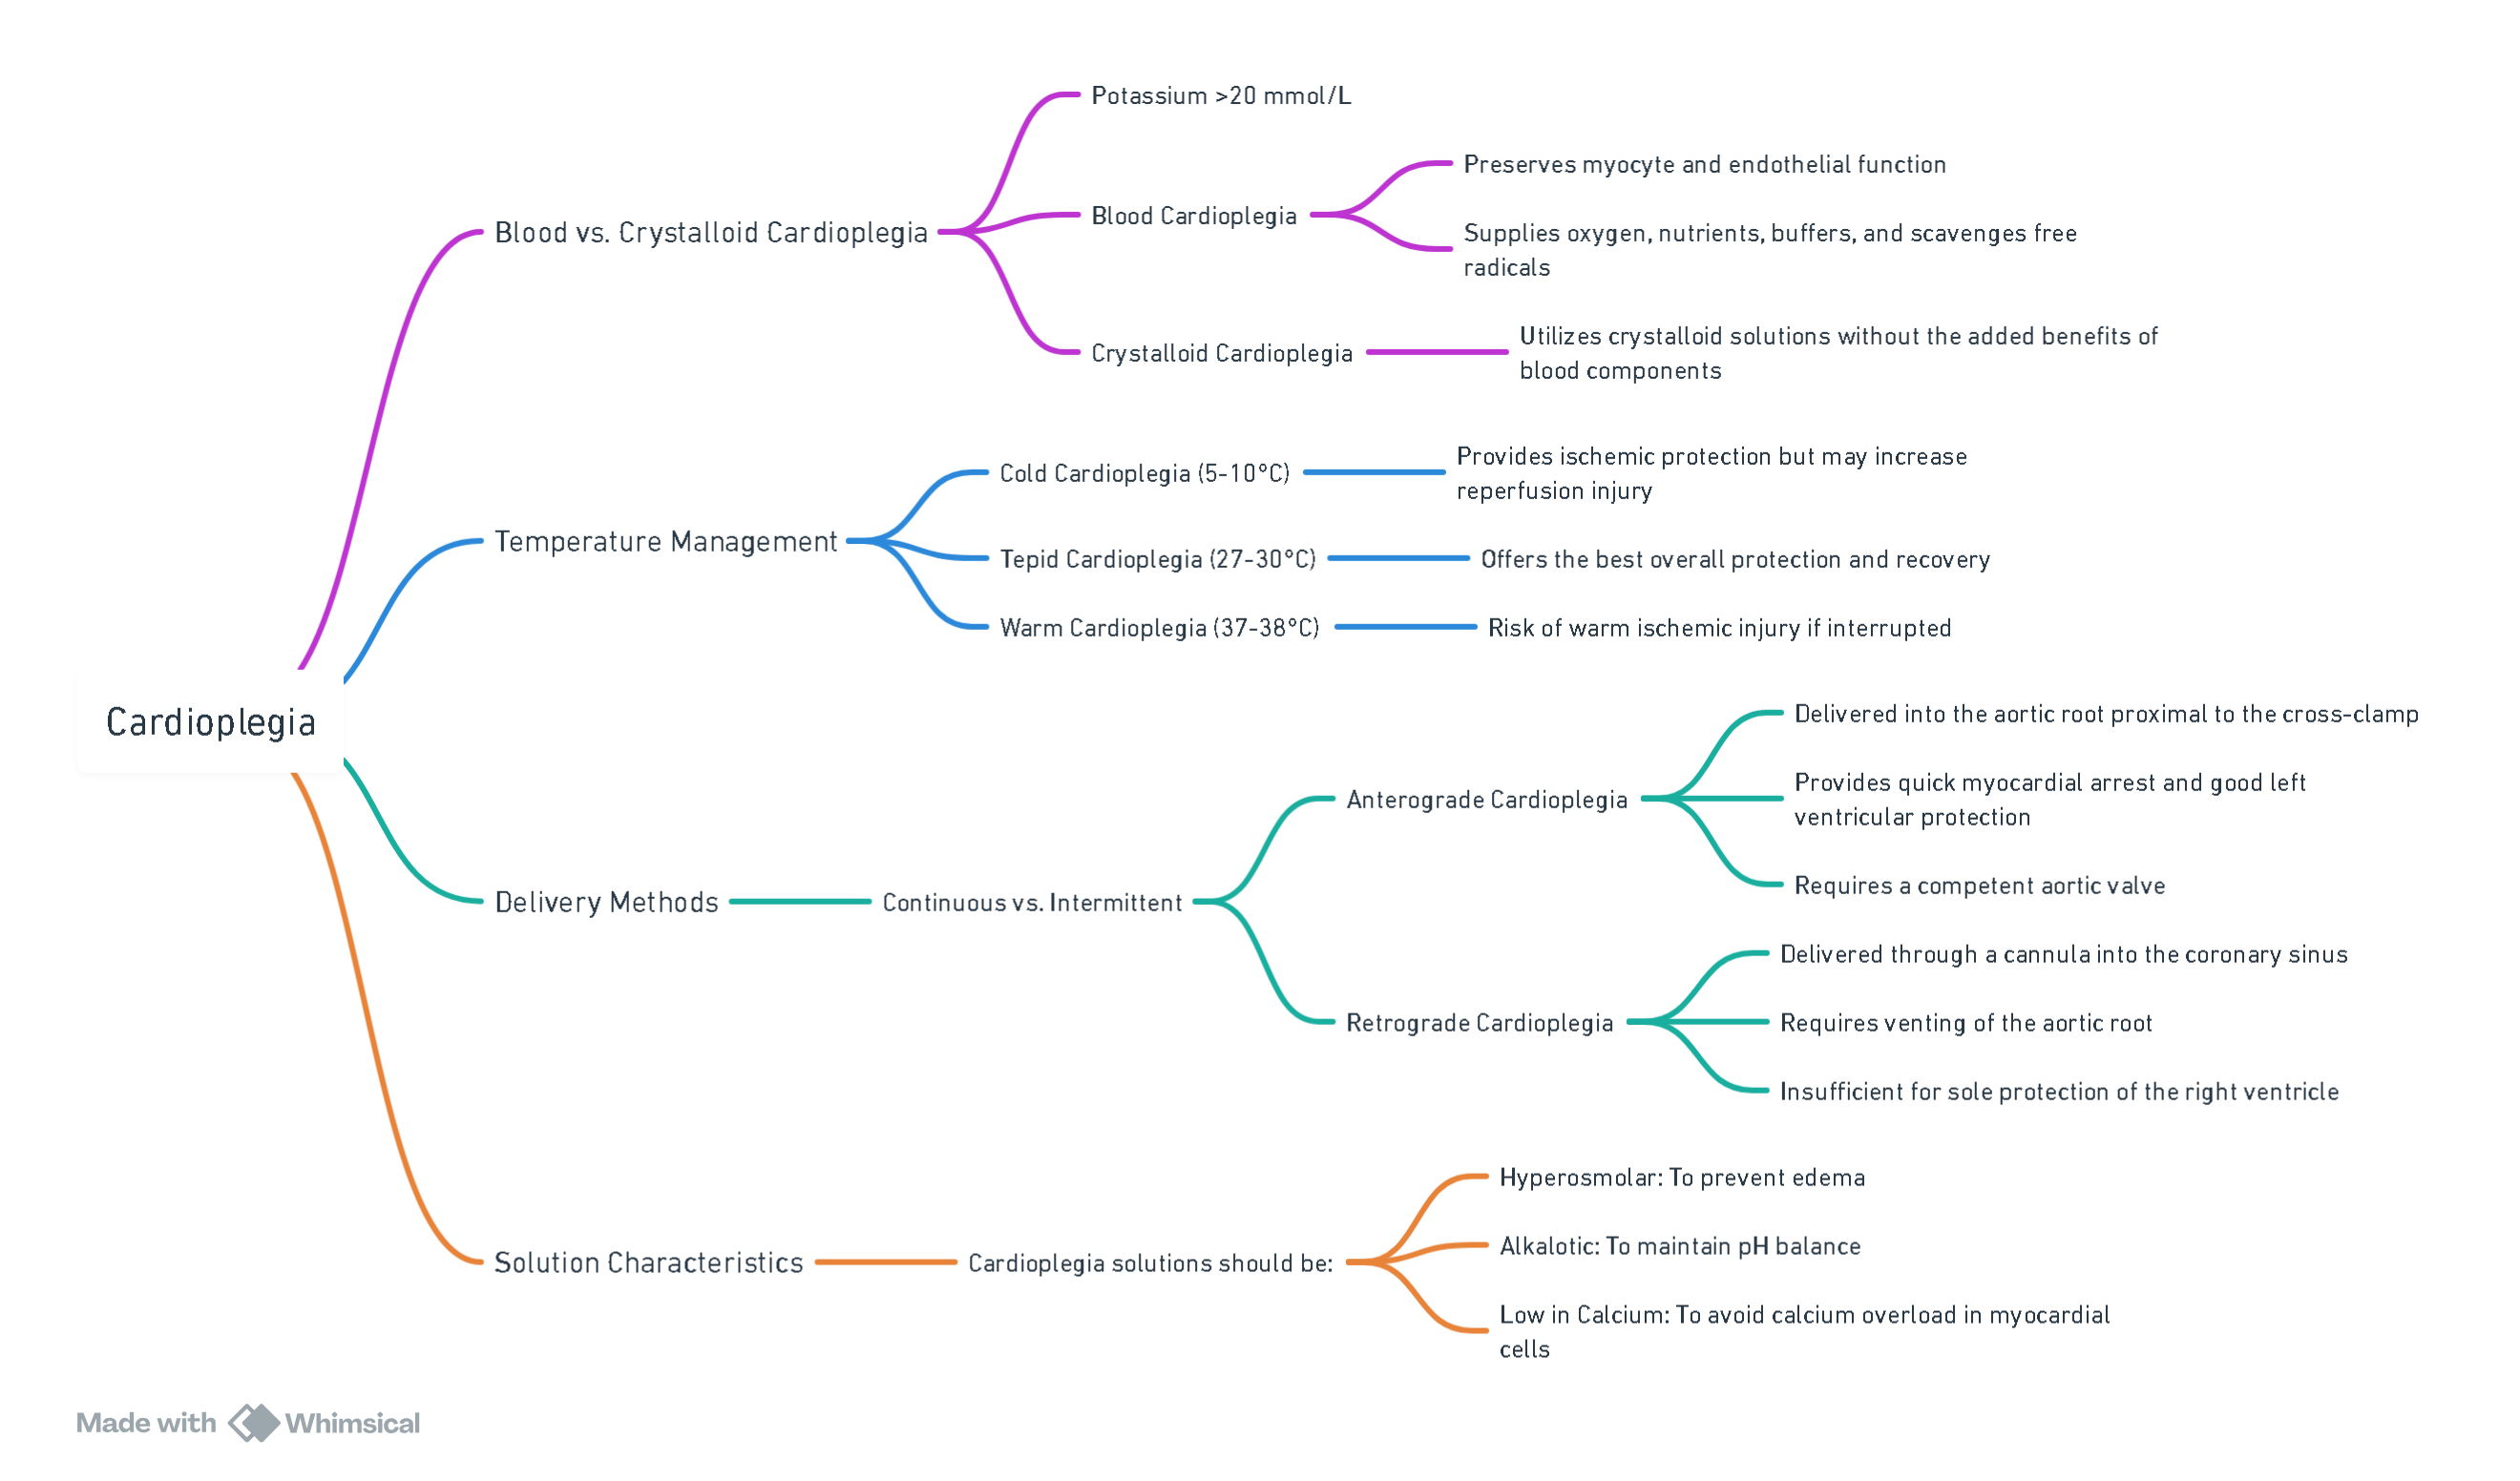 Potassium >20 mmol/L
Preserves myocyte and endothelial function
Blood Cardioplegia
Blood vs. Crystalloid Cardioplegia
Supplies oxygen, nutrients, buffers, and scavenges free
radicals
Utilizes crystalloid solutions without the added benefits of
Crystalloid Cardioplegia
blood components
Provides ischemic protection but may increase
Cold Cardioplegia (5-10°C)
reperfusion injury
Temperature Management
Tepid Cardioplegia (27-30°C)
Offers the best overall protection and recovery
Warm Cardioplegia (37-38°C)
Risk of warm ischemic injury if interrupted
Cardioplegia
Delivered into the aortic root proximal to the cross-clamp
Provides quick myocardial arrest and good left
Anterograde Cardioplegia
ventricular protection
Requires a competent aortic valve
Delivery Methods
Continuous vs. Intermittent
Delivered through a cannula into the coronary sinus
Retrograde Cardioplegia
Requires venting of the aortic root
Insufficient for sole protection of the right ventricle
Hyperosmolar: To prevent edema
Alkalotic: To maintain pH balance
Solution Characteristics
Cardioplegia solutions should be:
Low in Calcium: To avoid calcium overload in myocardial
cells
Made with Whimsical